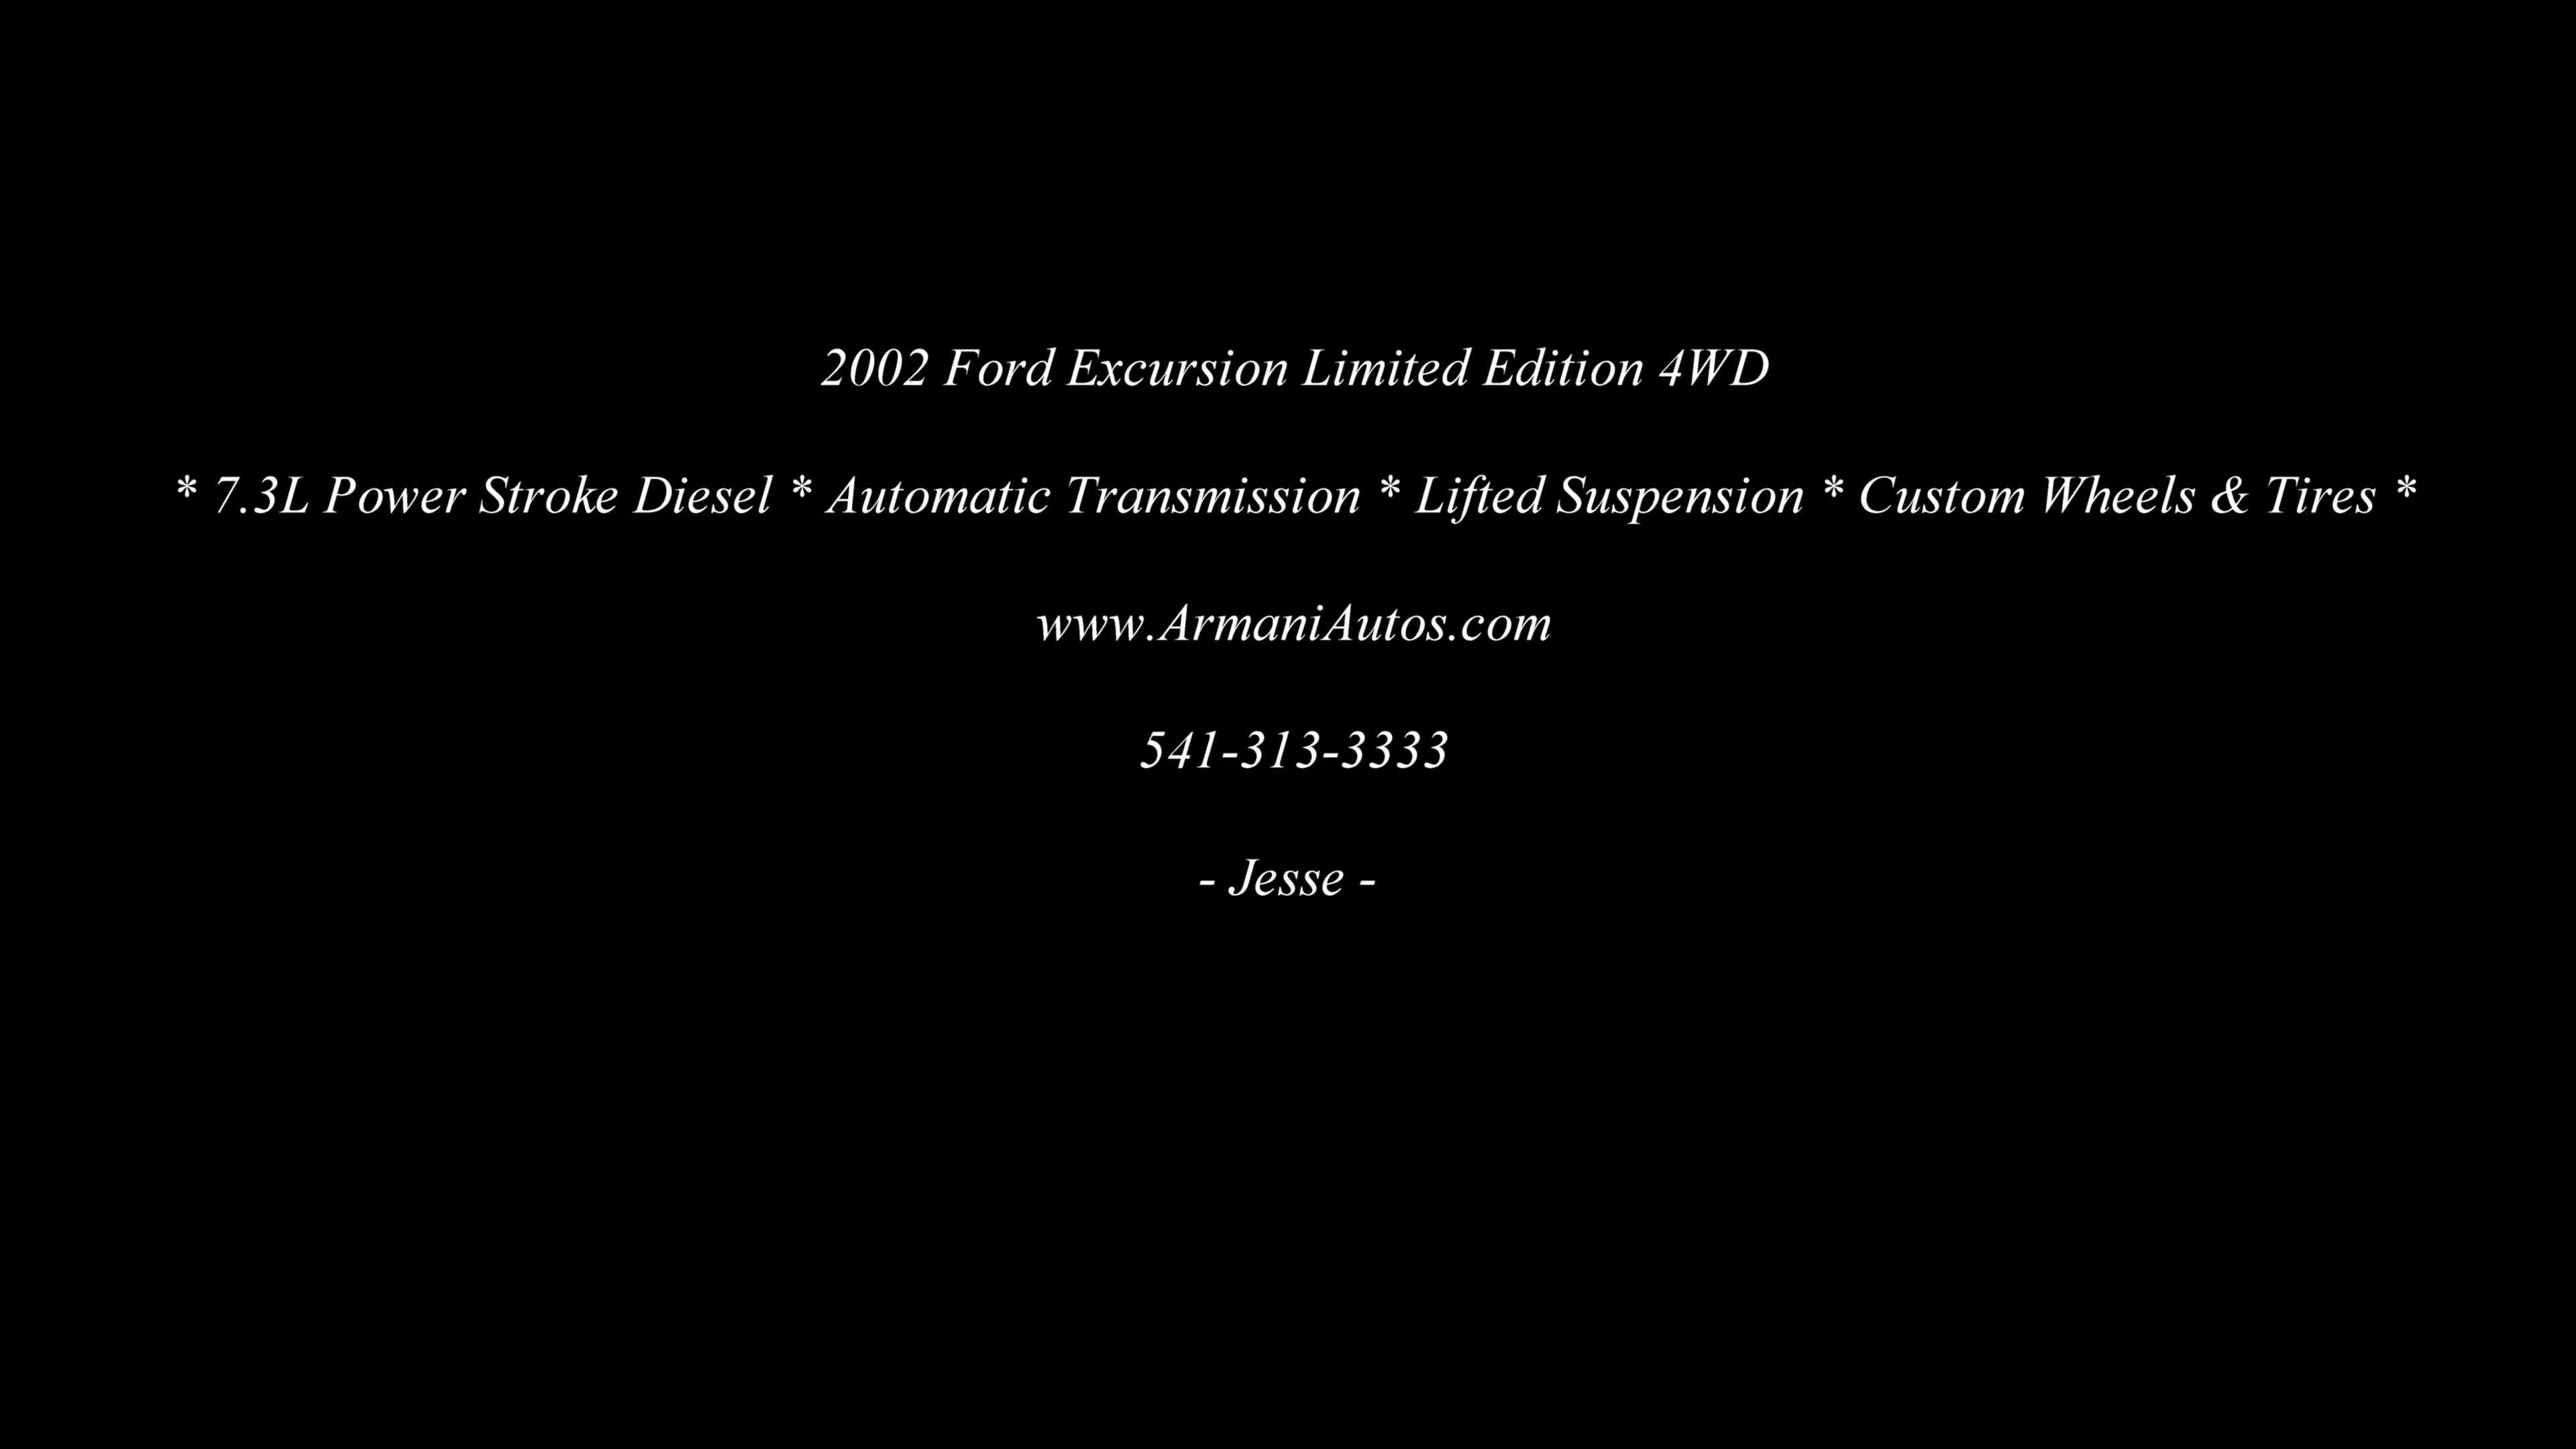 2002 Ford Excursion Limited Edition 4WD
* 7.3L Power Stroke Diesel * Automatic Transmission * Lifted Suspension * Custom Wheels & Tires *
www.ArmaniAutos.com
541-313-3333
- Jesse -